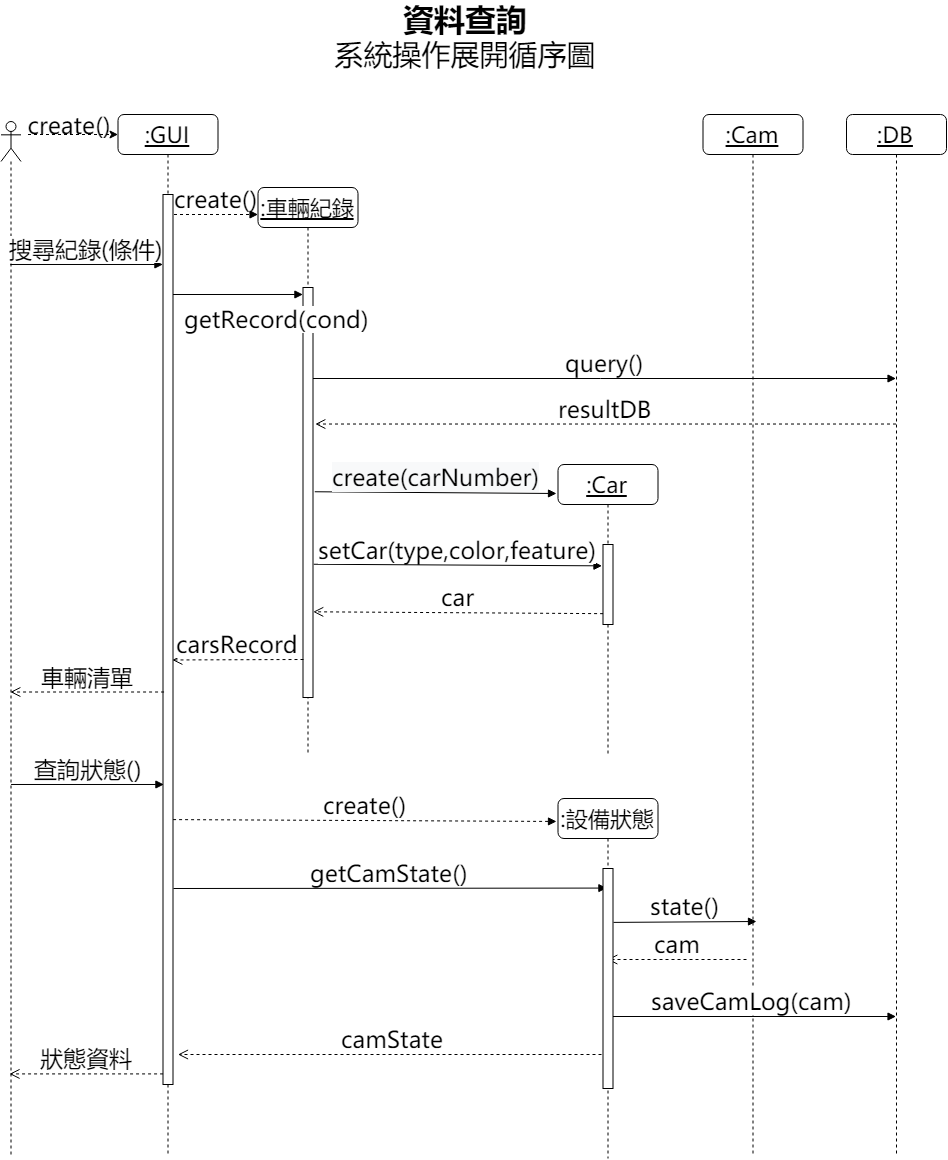 資料查詢
系統操作展開循序圖
create()
:GUI
:Cam
:DB
create()
:車輛紀錄
搜尋紀錄(條件)
getRecord(cond)
query()
resultDB
create(carNumber)
:Car
setCar(type,color,feature)
car
carsRecord
車輛清單
查詢狀態()
create()
:設備狀態
getCamState()
state()
cam
saveCamLog(cam)
camState
狀態資料